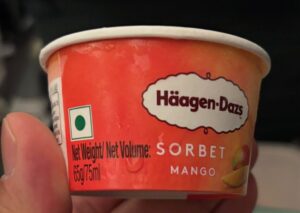 Häagen-Dazs
Net Weight/ Net Volume:
65g/75ml
SORBET
MANGO